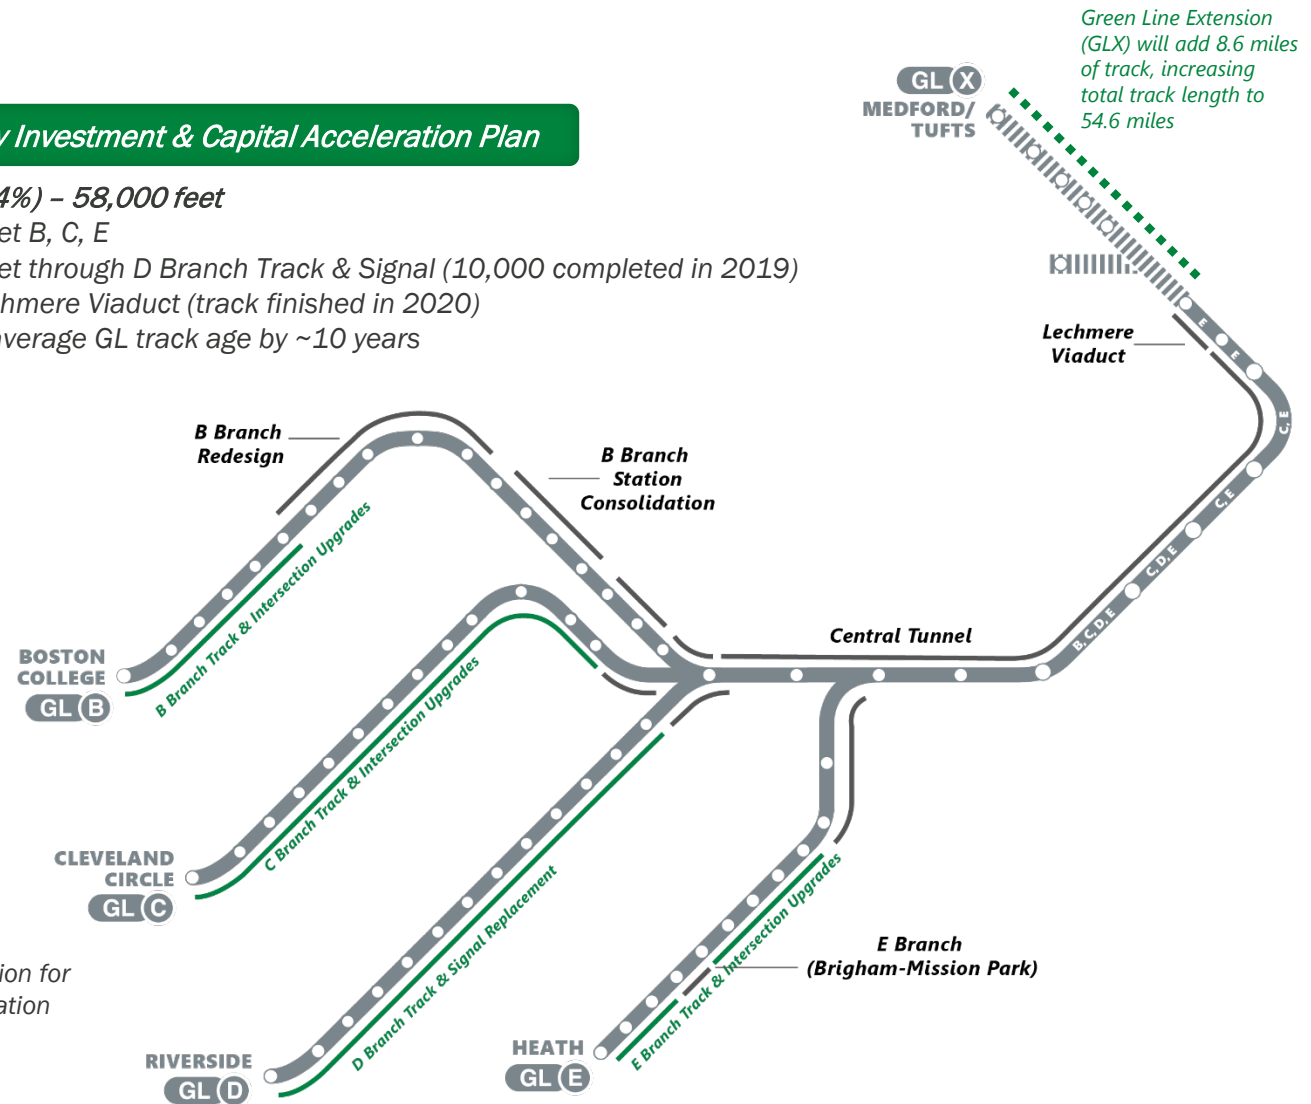 Green Line Extension
(GLX) will add 8.6 miles
of track, increasing
total track length to
54.6 miles
GL X
MEDFORD/
TUFTS
Investment & Capital Acceleration Plan
4%) – 58,000 feet
et B, C, E
et through D Branch Track & Signal (10,000 completed in 2019)
chmere Viaduct (track finished in 2020)
average GL track age by ~10 years
Lechmere
Viaduct
E
E
C, E
C, E
C, D, E
B, C, D, E
B Branch
Redesign
B Branch
Station
Consolidation
B Branch Track & Intersection Upgrades
Central Tunnel
BOSTON
COLLEGE
GL B
C Branch Track & Intersection Upgrades
CLEVELAND
CIRCLE
GL C
D Branch Track & Signal Replacement
E Branch Track & Intersection Upgrades
E Branch
(Brigham-Mission Park)
ion for
ation
RIVERSIDE
GL D
HEATH
GL E